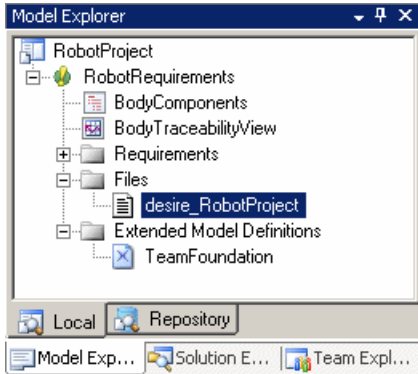 Model Explorer
RobotProject
RobotRequirements
BodyComponents
BodyTraceabilityView
Requirements
Files
desire_RobotProject
Extended Model Definitions
TeamFoundation
Local Repository
Model Exp... Solution E... Team Expl...